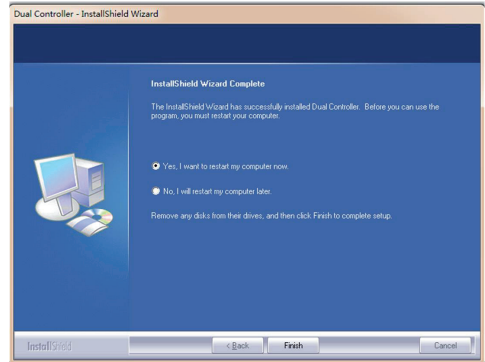 Dual Controller - InstallShield Wizard
InstallShield Wizard Complete
The InstallShield Wizard has successfully installed Dual Controller. Before you can use the
program, you must restart your computer.
Yes, I want to restart my computer now.
No, I will restart my computer later.
Remove any disks from their drives, and then click Finish to complete setup.
InstallShield
< Back
Finish
Cancel